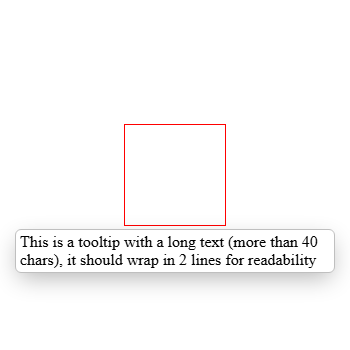 This is a tooltip with a long text (more than 40
chars), it should wrap in 2 lines for readability